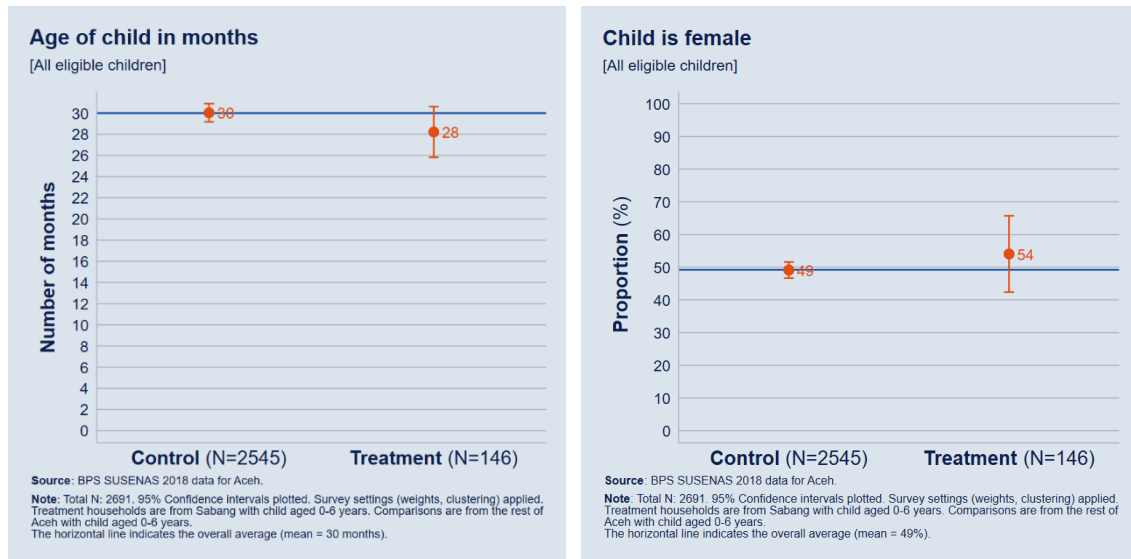 Age of child in months
[All eligible children]
Number of months
30
28
26
24
22
20
18
16
14
12
10
8
6
4
2
0
30
28
Control (N=2545)
Treatment (N=146)
Source: BPS SUSENAS 2018 data for Aceh.
Note: Total N: 2691. 95% Confidence intervals plotted. Survey settings (weights, clustering) applied.
Treatment households are from Sabang with child aged 0-6 years. Comparisons are from the rest of
Aceh with child aged 0-6 years.
The horizontal line indicates the overall average (mean = 30 months).
Child is female
[All eligible children]
Proportion (%)
100
90
80
70
60
50
40
30
20
10
0
49
54
Control (N=2545)
Treatment (N=146)
Source: BPS SUSENAS 2018 data for Aceh.
Note: Total N: 2691. 95% Confidence intervals plotted. Survey settings (weights, clustering) applied.
Treatment households are from Sabang with child aged 0-6 years. Comparisons are from the rest of
Aceh with child aged 0-6 years.
The horizontal line indicates the overall average (mean = 49%).